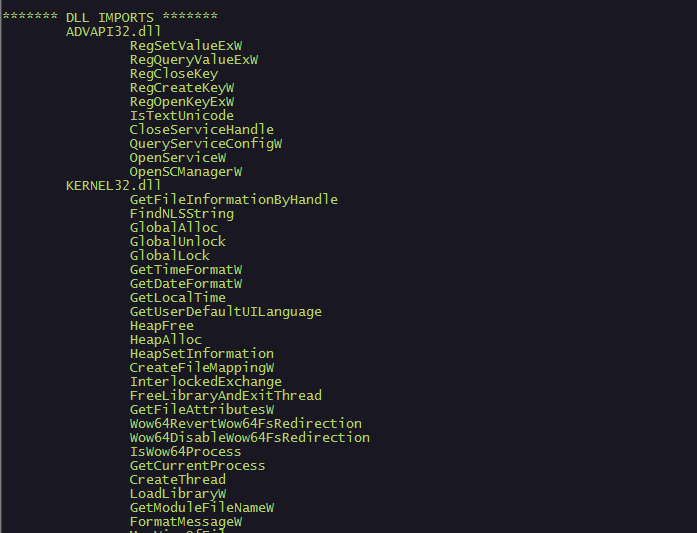 ******* DLL IMPORTS *******
ADVAPI32.dll
RegSetValueExW
RegQueryValueExW
RegCloseKey
RegCreateKeyW
RegOpenKeyExW
IsTextUnicode
CloseServiceHandle
QueryServiceConfigW
OpenServiceW
OpenSCManagerW
KERNEL32.dll
GetFileInformationByHandle
FindNLSString
GlobalAlloc
GlobalUnlock
GlobalLock
GetTimeFormatW
GetDateFormatW
GetLocalTime
GetUserDefaultUILanguage
HeapFree
HeapAlloc
HeapSetInformation
CreateFileMappingW
InterlockedExchange
FreeLibraryAndExitThread
GetFileAttributesW
Wow64RevertWow64FsRedirection
Wow64DisableWow64FsRedirection
IsWow64Process
GetCurrentProcess
CreateThread
LoadLibraryW
GetModuleFileNameW
FormatMessageW